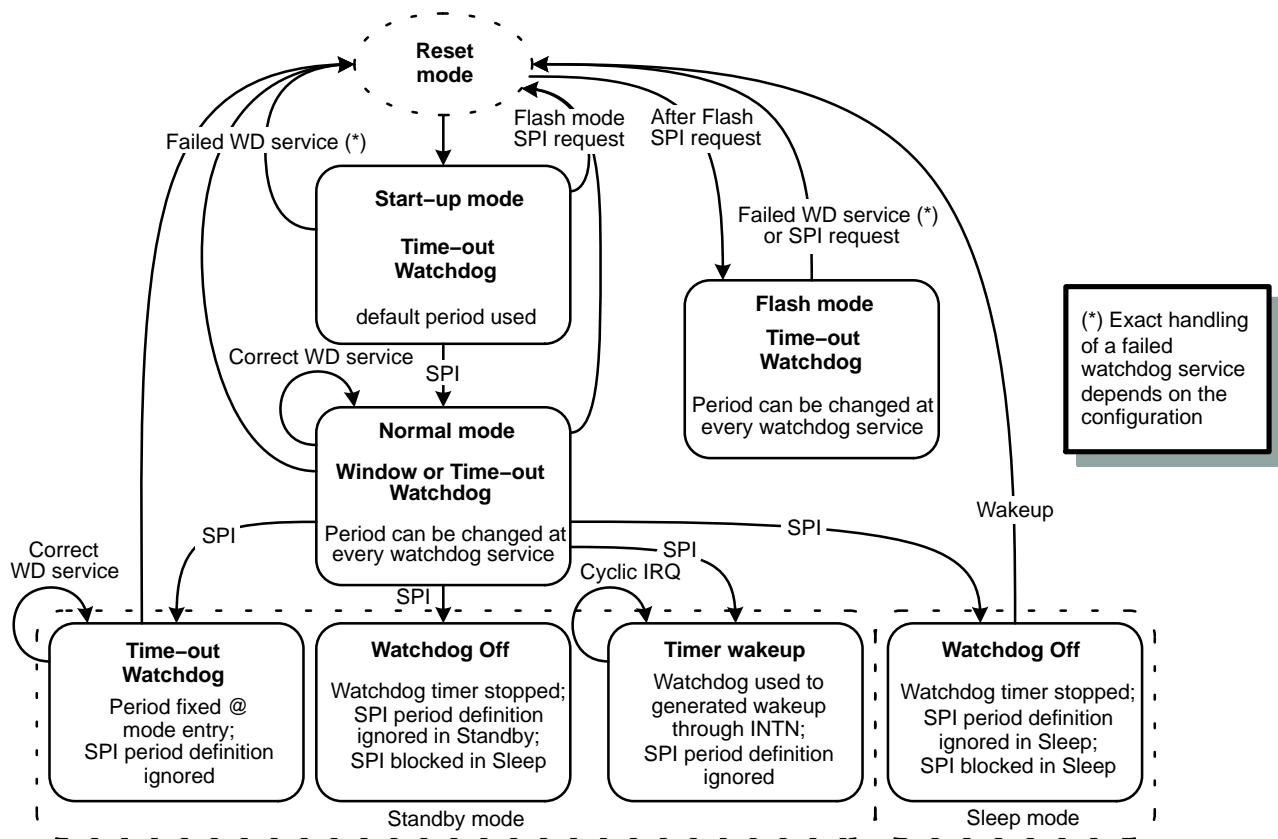 Reset
mode
Failed WD service (*)
Flash mode
SPI request
After Flash
SPI request
Start−up mode
Time−out
Watchdog
default period used
Failed WD service (*)
or SPI request
Flash mode
Time−out
Watchdog
Period can be changed at
every watchdog service
(*) Exact handling
of a failed
watchdog service
depends on the
configuration
Correct WD service
SPI
Normal mode
Window or Time−out
Watchdog
Period can be changed at
every watchdog service
SPI
SPI
SPI
SPI
Wakeup
Correct
WD service
Cyclic IRQ
Time−out
Watchdog
Period fixed @
mode entry;
SPI period definition
ignored
Watchdog Off
Watchdog timer stopped;
SPI period definition
ignored in Standby;
SPI blocked in Sleep
Timer wakeup
Watchdog used to
generated wakeup
through INTN;
SPI period definition
ignored
Watchdog Off
Watchdog timer stopped;
SPI period definition
ignored in Sleep;
SPI blocked in Sleep
Standby mode
Sleep mode